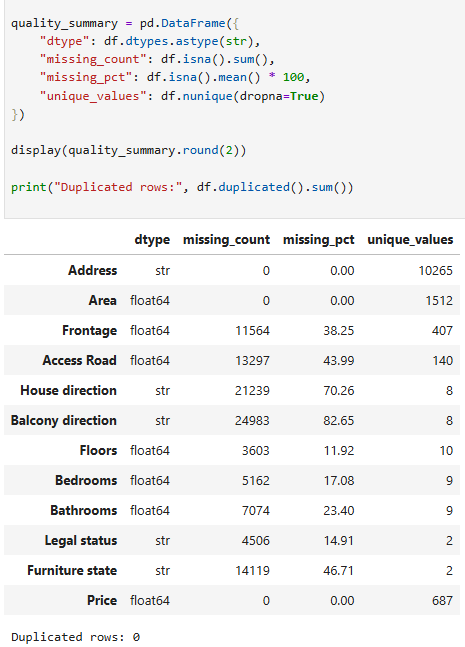 quality_summary = pd.DataFrame({
    "dtype": df.dtypes.astype(str),
    "missing_count": df.isna().sum(),
    "missing_pct": df.isna().mean() * 100,
    "unique_values": df.nunique(dropna=True)
})
display(quality_summary.round(2))
print("Duplicated rows:", df.duplicated().sum())
dtype missing_count missing_pct unique_values
Address str 0 0.00 10265
Area float64 0 0.00 1512
Frontage float64 11564 38.25 407
Access Road float64 13297 43.99 140
House direction str 21239 70.26 8
Balcony direction str 24983 82.65 8
Floors float64 3603 11.92 10
Bedrooms float64 5162 17.08 9
Bathrooms float64 7074 23.40 9
Legal status str 4506 14.91 2
Furniture state str 14119 46.71 2
Price float64 0 0.00 687
Duplicated rows: 0